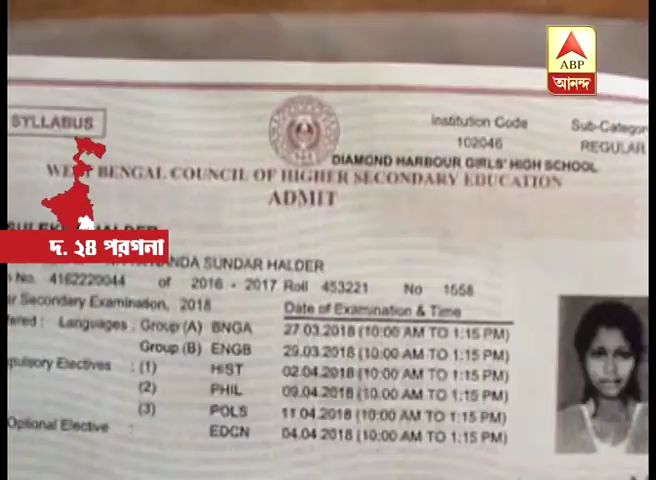 ABP
আনন্দ
SYLLABUS
Institution Code
102046
Sub-Categor
REGULAR
DIAMOND HARBOUR GIRLS' HIGH SCHOOL
WEST BENGAL COUNCIL OF HIGHER SECONDARY EDUCATION
ADMIT
HALDER
দ. ২৪ পরগনা
NANDA SUNDAR HALDER
No. 4162220044 of 2016 - 2017 Roll 453221 No 1558
er Secondary Examination, 2018 Date of Examination & Time
fered : Languages : Group (A) BNGA 27.03.2018 (10:00 AM TO 1:15 PM)
Group (B) ENGB 29.03.2018 (10:00 AM TO 1:15 PM)
pulsory Electives : (1) HIST 02.04.2018 (10:00 AM TO 1:15 PM)
(2) PHIL 09.04.2018 (10:00 AM TO 1:15 PM)
(3) POLS 11.04.2018 (10:00 AM TO 1:15 PM)
Optional Elective : EDCN 04.04.2018 (10:00 AM TO 1:15 PM)